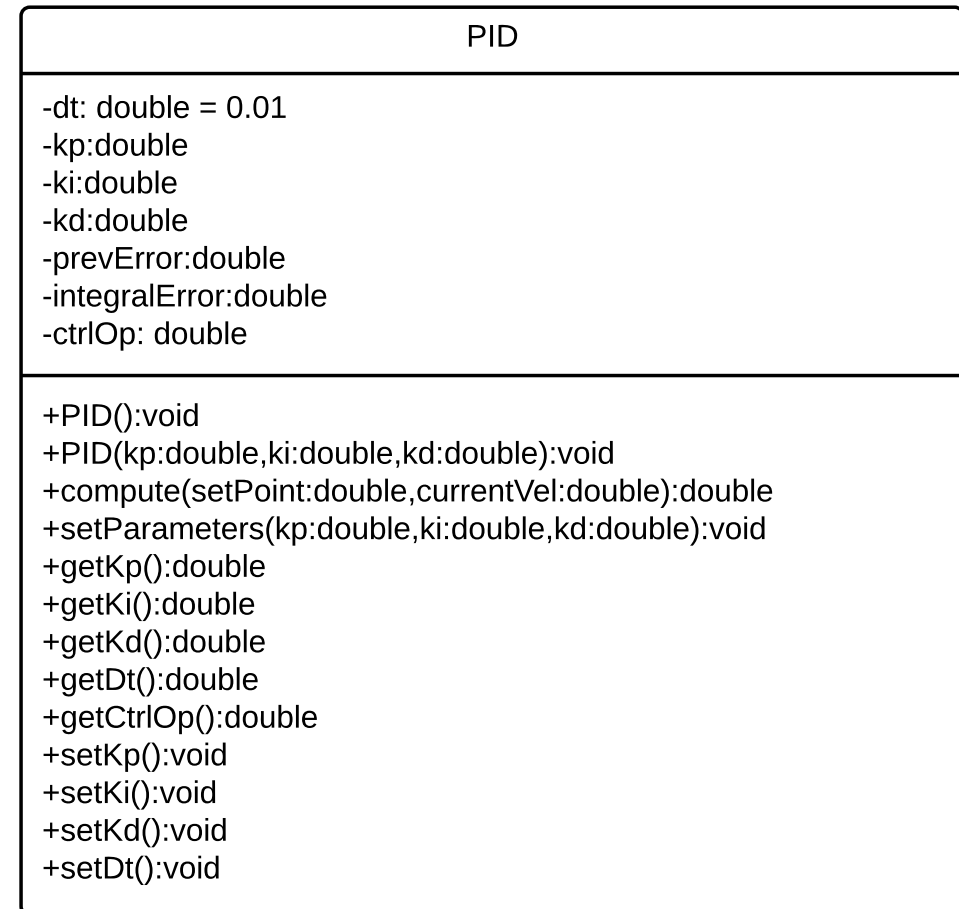 PID
-dt: double = 0.01
-kp:double
-ki:double
-kd:double
-prevError:double
-integralError:double
-ctrlOp: double
+PID():void
+PID(kp:double,ki:double,kd:double):void
+compute(setPoint:double,currentVel:double):double
+setParameters(kp:double,ki:double,kd:double):void
+getKp():double
+getKi():double
+getKd():double
+getDt():double
+getCtrlOp():double
+setKp():void
+setKi():void
+setKd():void
+setDt():void